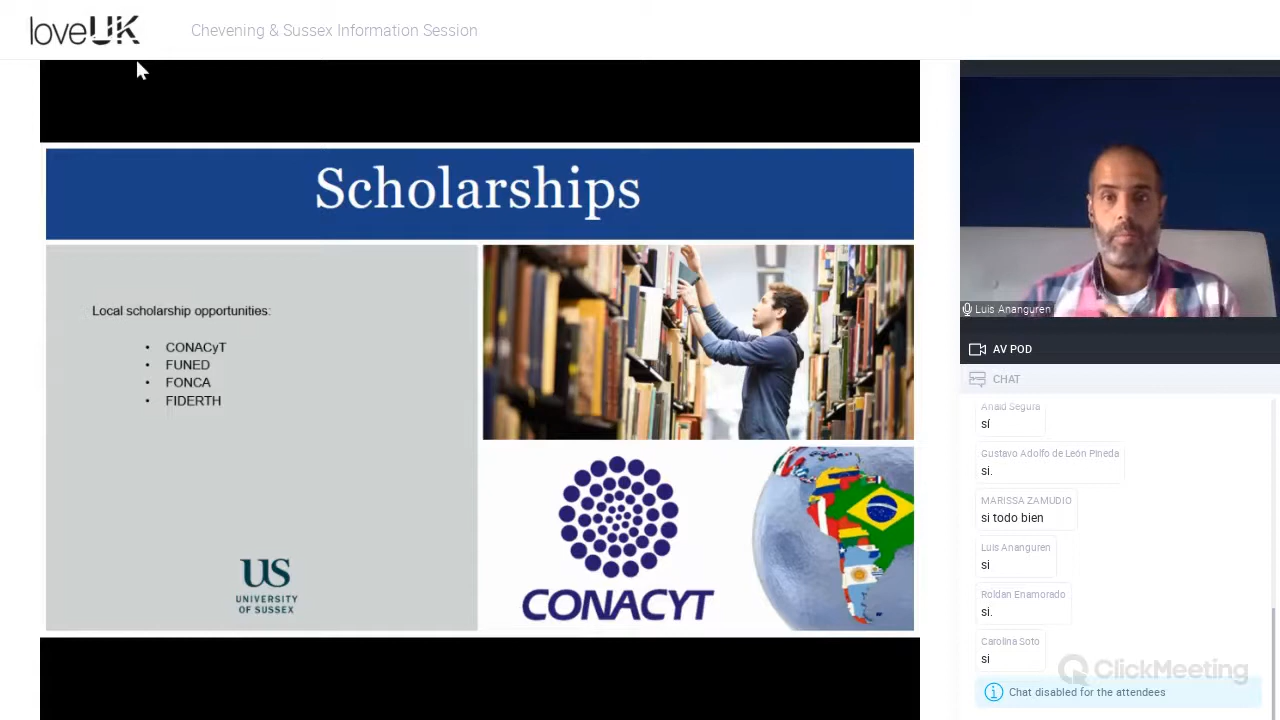 loveUK
Chevening & Sussex Information Session
Scholarships
Local scholarship opportunities:
• CONACyT
• FUNED
• FONCA
• FIDERTH
US
UNIVERSITY
OF SUSSEX
CONACYT
Luis Ananguren
AV POD
CHAT
Anaid Segura
sí
Gustavo Adolfo de León Pineda
si.
MARISSA ZAMUDIO
si todo bien
Luis Ananguren
si
Roldan Enamorado
si.
Carolina Soto
si
ClickMeeting
Chat disabled for the attendees